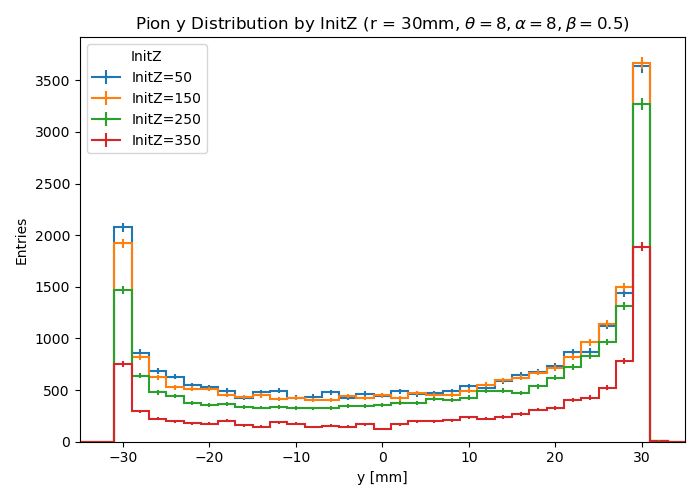 Pion y Distribution by InitZ (r = 30mm, θ = 8, α = 8, β = 0.5)
InitZ
InitZ=50
InitZ=150
InitZ=250
InitZ=350
Entries
3500
3000
2500
2000
1500
1000
500
0
−30 −20 −10 0 10 20 30
y [mm]